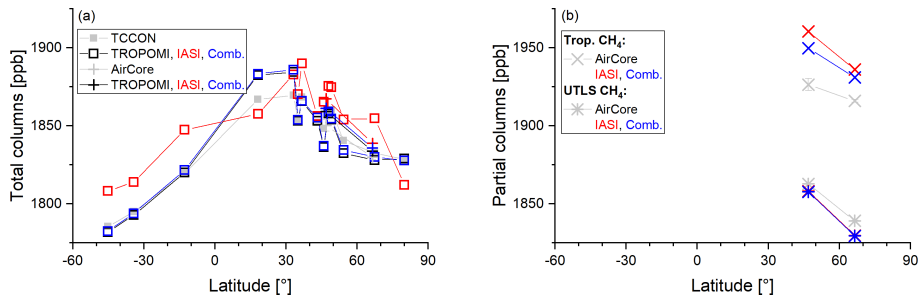 (a)
TCCON
TROPOMI, IASI, Comb.
AirCore
TROPOMI, IASI, Comb.
Total columns [ppb]
1900
1850
1800
-60 -30 0 30 60 90
Latitude [°]
(b)
Trop. CH₄:
AirCore
IASI, Comb.
UTLS CH₄:
AirCore
IASI, Comb.
Partial columns [ppb]
1950
1900
1850
-60 -30 0 30 60 90
Latitude [°]